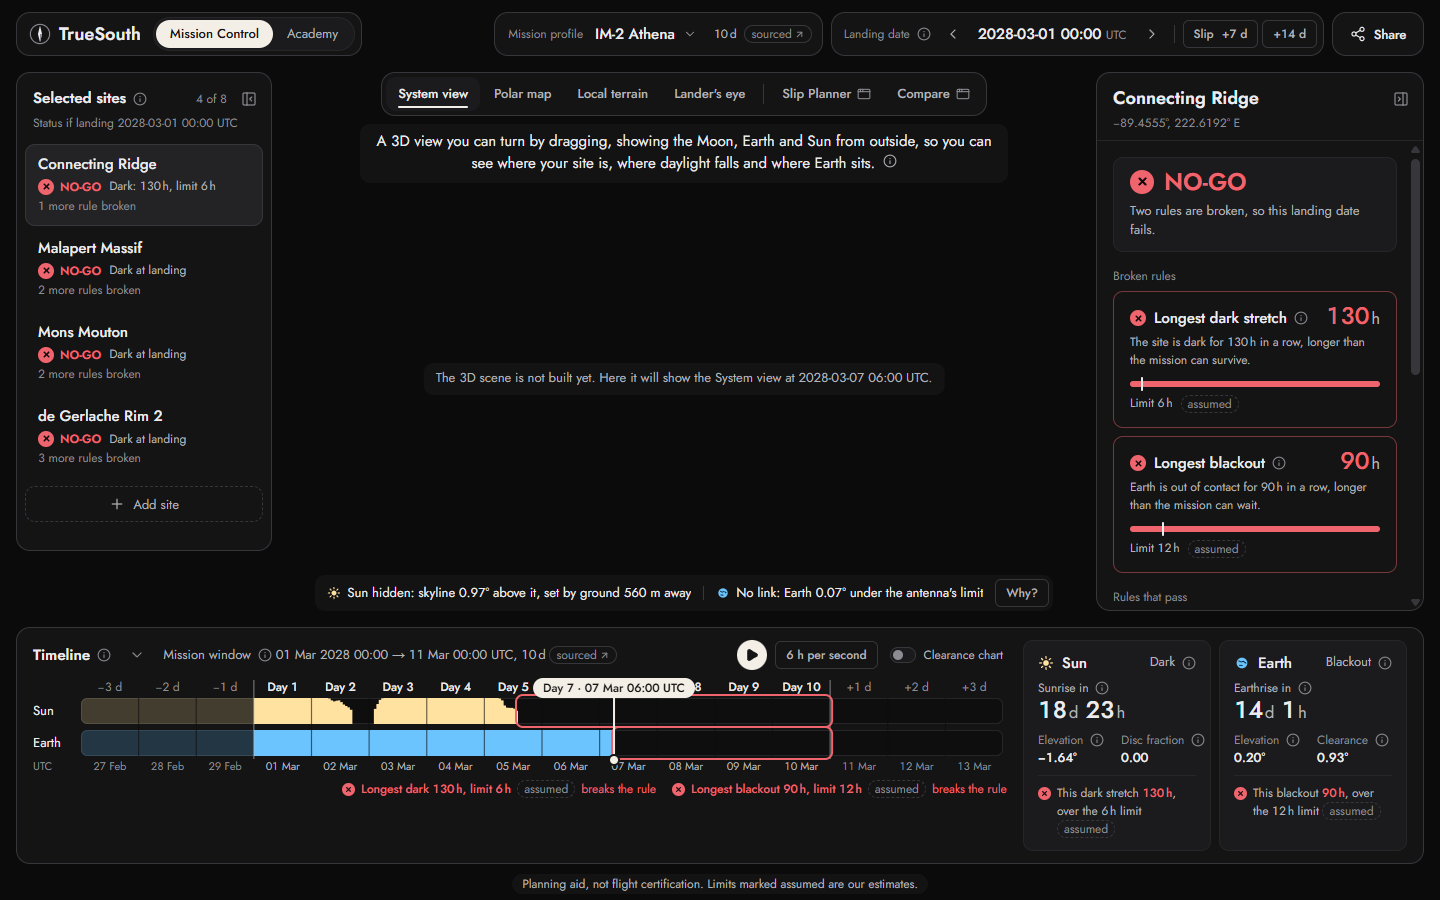 TrueSouth
Mission Control
Academy
Mission profile IM-2 Athena 10 d sourced ↗
Landing date 2028-03-01 00:00 UTC Slip +7 d +14 d
Share
Selected sites 4 of 8
Status if landing 2028-03-01 00:00 UTC
Connecting Ridge
NO-GO Dark: 130 h, limit 6 h
1 more rule broken
Malapert Massif
NO-GO Dark at landing
2 more rules broken
Mons Mouton
NO-GO Dark at landing
2 more rules broken
de Gerlache Rim 2
NO-GO Dark at landing
3 more rules broken
+ Add site
System view Polar map Local terrain Lander's eye Slip Planner Compare
A 3D view you can turn by dragging, showing the Moon, Earth and Sun from outside, so you can
see where your site is, where daylight falls and where Earth sits.
The 3D scene is not built yet. Here it will show the System view at 2028-03-07 06:00 UTC.
Sun hidden: skyline 0.97° above it, set by ground 560 m away
No link: Earth 0.07° under the antenna's limit
Why?
Connecting Ridge
−89.4555°, 222.6192° E
NO-GO
Two rules are broken, so this landing date
fails.
Broken rules
Longest dark stretch 130 h
The site is dark for 130 h in a row, longer than
the mission can survive.
Limit 6 h assumed
Longest blackout 90 h
Earth is out of contact for 90 h in a row, longer
than the mission can wait.
Limit 12 h assumed
Rules that pass
Timeline
Mission window 01 Mar 2028 00:00 → 11 Mar 00:00 UTC, 10 d sourced ↗
6 h per second
Clearance chart
−3 d −2 d −1 d Day 1 Day 2 Day 3 Day 4 Day 5 Day 7 · 07 Mar 06:00 UTC 8 Day 9 Day 10 +1 d +2 d +3 d
Sun
Earth
UTC 27 Feb 28 Feb 29 Feb 01 Mar 02 Mar 03 Mar 04 Mar 05 Mar 06 Mar 07 Mar 08 Mar 09 Mar 10 Mar 11 Mar 12 Mar 13 Mar
Longest dark 130 h, limit 6 h assumed breaks the rule
Longest blackout 90 h, limit 12 h assumed breaks the rule
Sun Dark
Sunrise in
18 d 23 h
Elevation Disc fraction
−1.64° 0.00
This dark stretch 130 h,
over the 6 h limit
assumed
Earth Blackout
Earthrise in
14 d 1 h
Elevation Clearance
0.20° 0.93°
This blackout 90 h, over
the 12 h limit assumed
Planning aid, not flight certification. Limits marked assumed are our estimates.